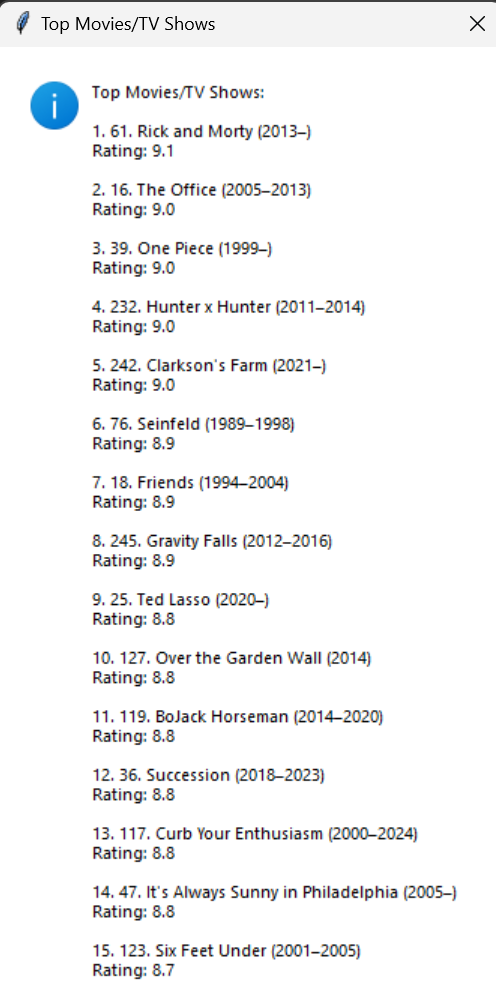 Top Movies/TV Shows
Top Movies/TV Shows:
1. 61. Rick and Morty (2013–)
Rating: 9.1
2. 16. The Office (2005–2013)
Rating: 9.0
3. 39. One Piece (1999–)
Rating: 9.0
4. 232. Hunter x Hunter (2011–2014)
Rating: 9.0
5. 242. Clarkson's Farm (2021–)
Rating: 9.0
6. 76. Seinfeld (1989–1998)
Rating: 8.9
7. 18. Friends (1994–2004)
Rating: 8.9
8. 245. Gravity Falls (2012–2016)
Rating: 8.9
9. 25. Ted Lasso (2020–)
Rating: 8.8
10. 127. Over the Garden Wall (2014)
Rating: 8.8
11. 119. BoJack Horseman (2014–2020)
Rating: 8.8
12. 36. Succession (2018–2023)
Rating: 8.8
13. 117. Curb Your Enthusiasm (2000–2024)
Rating: 8.8
14. 47. It's Always Sunny in Philadelphia (2005–)
Rating: 8.8
15. 123. Six Feet Under (2001–2005)
Rating: 8.7